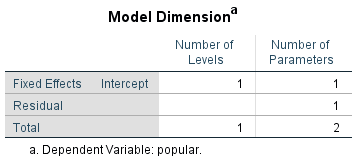 Model Dimensionᵃ
Number of Levels
Number of Parameters
Fixed Effects Intercept 1 1
Residual 1
Total 1 2
a. Dependent Variable: popular.